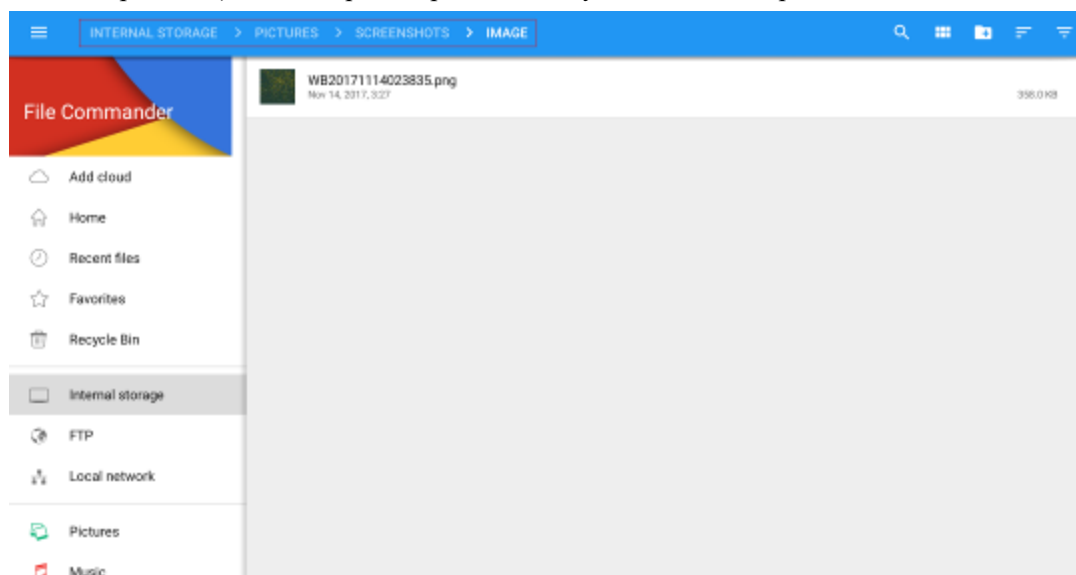 INTERNAL STORAGE > PICTURES > SCREENSHOTS > IMAGE
File Commander
WB20171114023835.png
Nov 14, 2017, 3:27
358.0 KB
Add cloud
Home
Recent files
Favorites
Recycle Bin
Internal storage
FTP
Local network
Pictures
Music